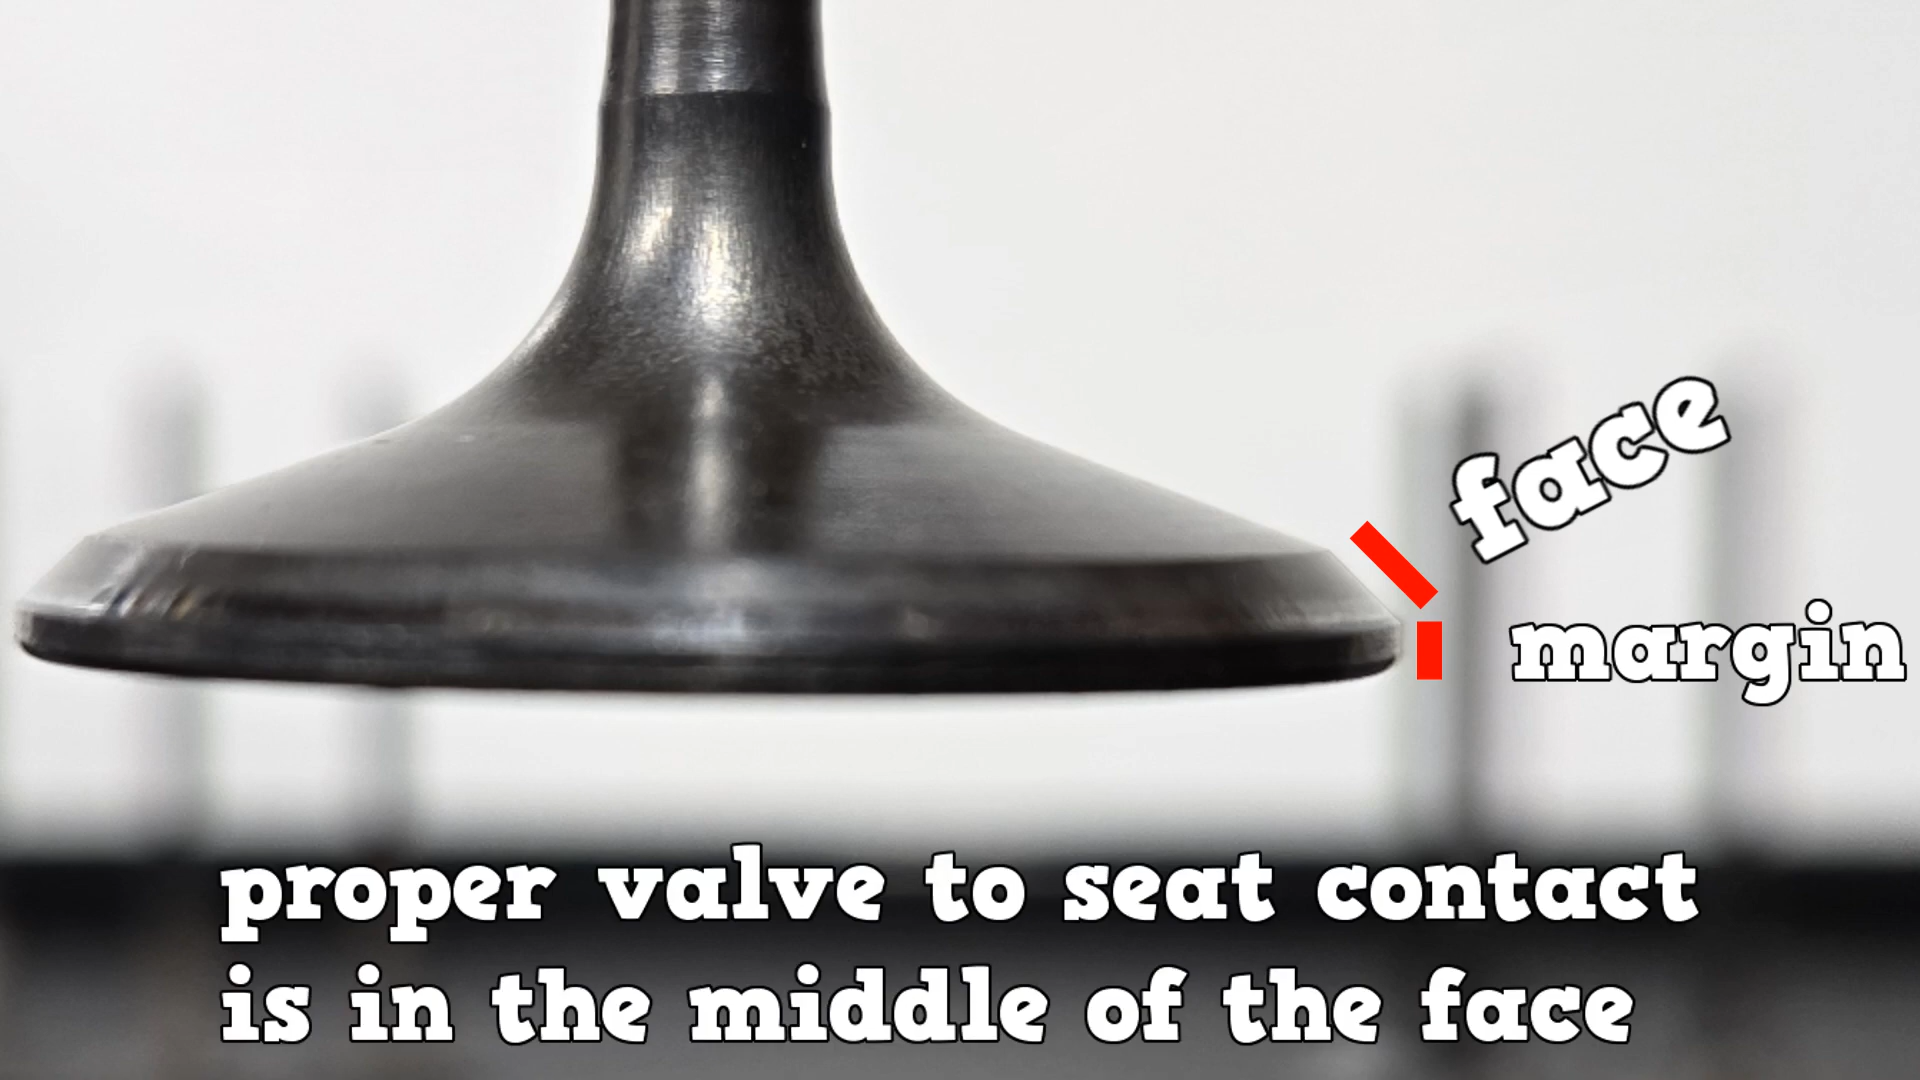 face
margin
proper valve to seat contact
is in the middle of the face